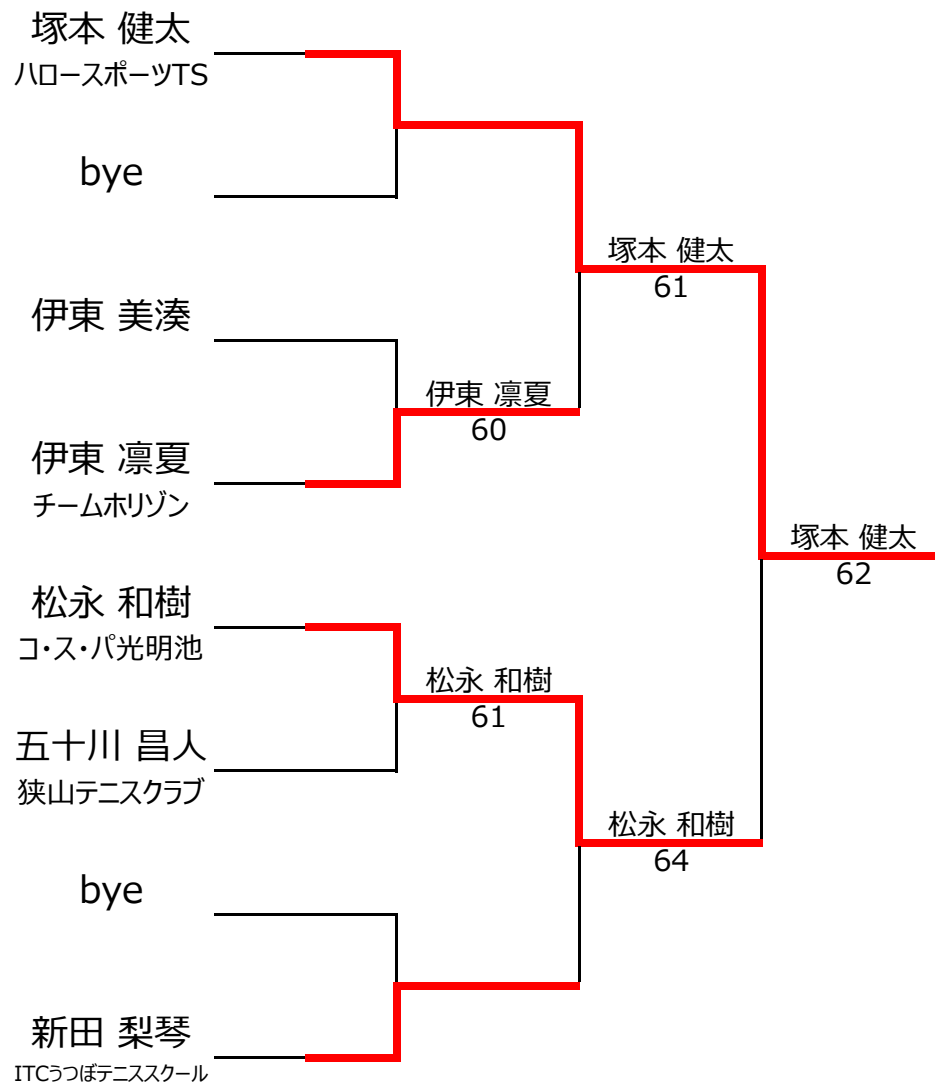 塚本 健太
ハロースポーツTS
bye
伊東 美湊
伊東 凛夏
チームホリゾン
松永 和樹
コ・ス・パ光明池
五十川 昌人
狭山テニスクラブ
bye
新田 梨琴
ITCうつぼテニススクール
伊東 凛夏
60
松永 和樹
61
塚本 健太
61
松永 和樹
64
塚本 健太
62